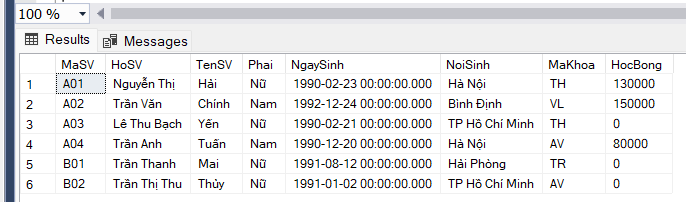 100 %
Results Messages
MaSV HoSV TenSV Phai NgaySinh NoiSinh MaKhoa HocBong
1 A01 Nguyễn Thị Hải Nữ 1990-02-23 00:00:00.000 Hà Nội TH 130000
2 A02 Trần Văn Chính Nam 1992-12-24 00:00:00.000 Bình Định VL 150000
3 A03 Lê Thu Bạch Yến Nữ 1990-02-21 00:00:00.000 TP Hồ Chí Minh TH 0
4 A04 Trần Anh Tuấn Nam 1990-12-20 00:00:00.000 Hà Nội AV 80000
5 B01 Trần Thanh Mai Nữ 1991-08-12 00:00:00.000 Hải Phòng TR 0
6 B02 Trần Thị Thu Thủy Nữ 1991-01-02 00:00:00.000 TP Hồ Chí Minh AV 0